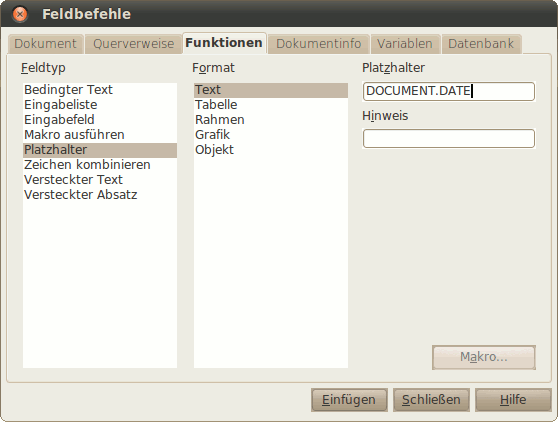 Feldbefehle
Dokument Querverweise Funktionen Dokumentinfo Variablen Datenbank
Feldtyp
Bedingter Text
Eingabeliste
Eingabefeld
Makro ausführen
Platzhalter
Zeichen kombinieren
Versteckter Text
Versteckter Absatz
Format
Text
Tabelle
Rahmen
Grafik
Objekt
Platzhalter
DOCUMENT.DATE
Hinweis
Makro...
Einfügen Schließen Hilfe